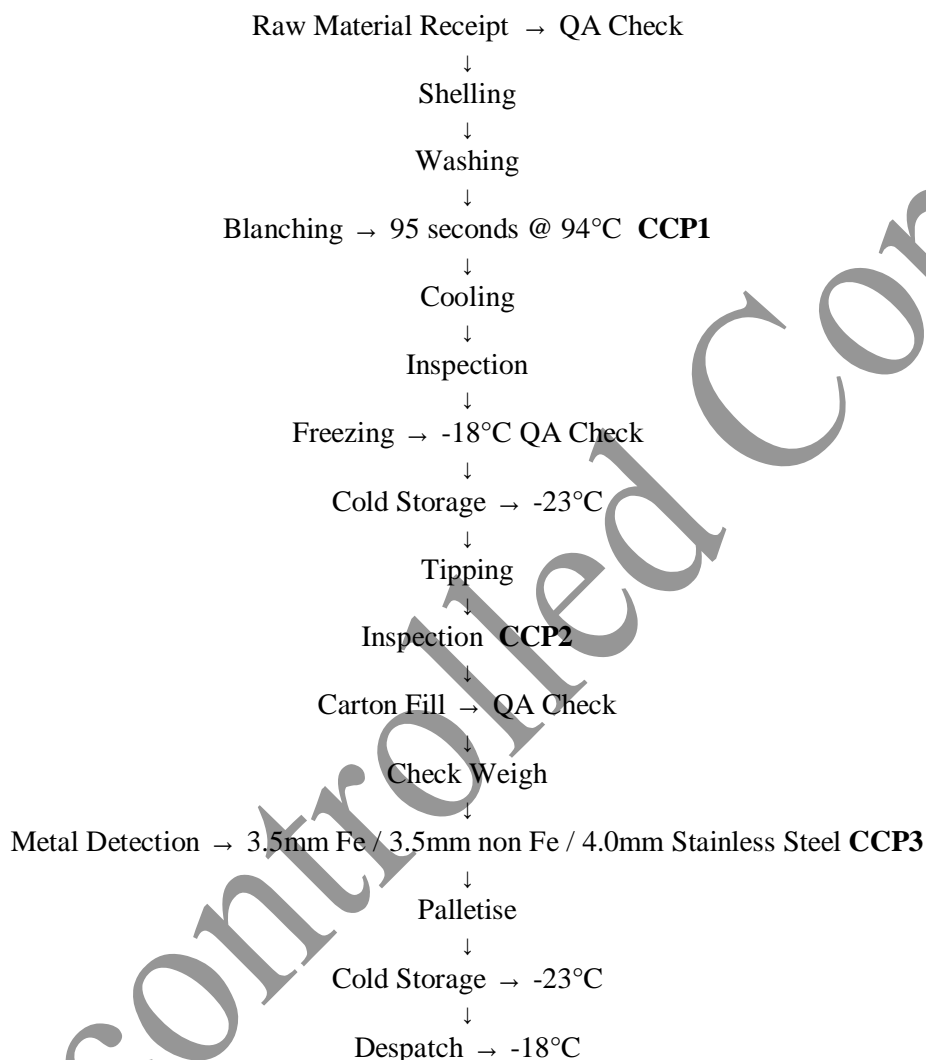 Raw Material Receipt → QA Check
↓
Shelling
↓
Washing
↓
Blanching → 95 seconds @ 94°C CCP1
↓
Cooling
↓
Inspection
↓
Freezing → -18°C QA Check
↓
Cold Storage → -23°C
↓
Tipping
↓
Inspection CCP2
↓
Carton Fill → QA Check
↓
Check Weigh
↓
Metal Detection → 3.5mm Fe / 3.5mm non Fe / 4.0mm Stainless Steel CCP3
↓
Palletise
↓
Cold Storage → -23°C
↓
Despatch → -18°C
controlled Cop